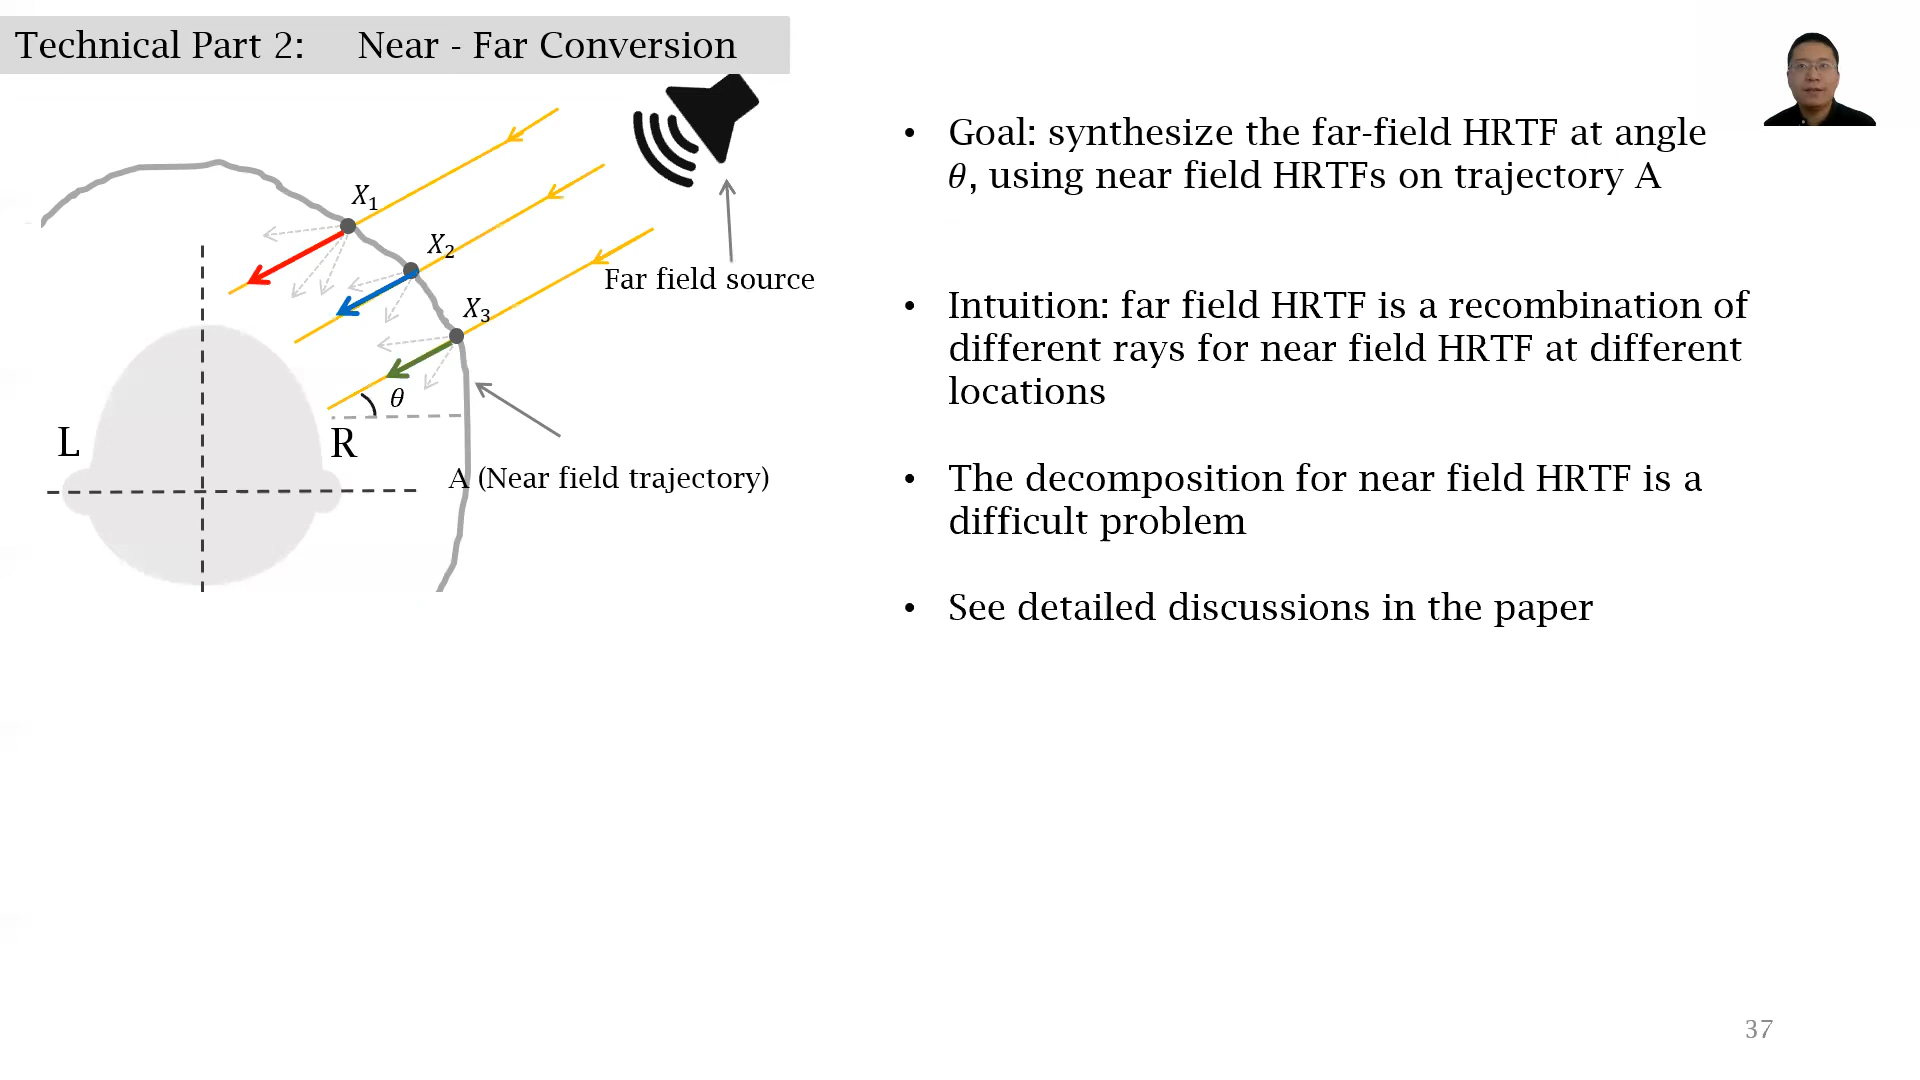 Technical Part 2: Near - Far Conversion
X1
X2
X3
Far field source
θ
L
R
A (Near field trajectory)
• Goal: synthesize the far-field HRTF at angle
θ, using near field HRTFs on trajectory A
• Intuition: far field HRTF is a recombination of
different rays for near field HRTF at different
locations
• The decomposition for near field HRTF is a
difficult problem
• See detailed discussions in the paper
37